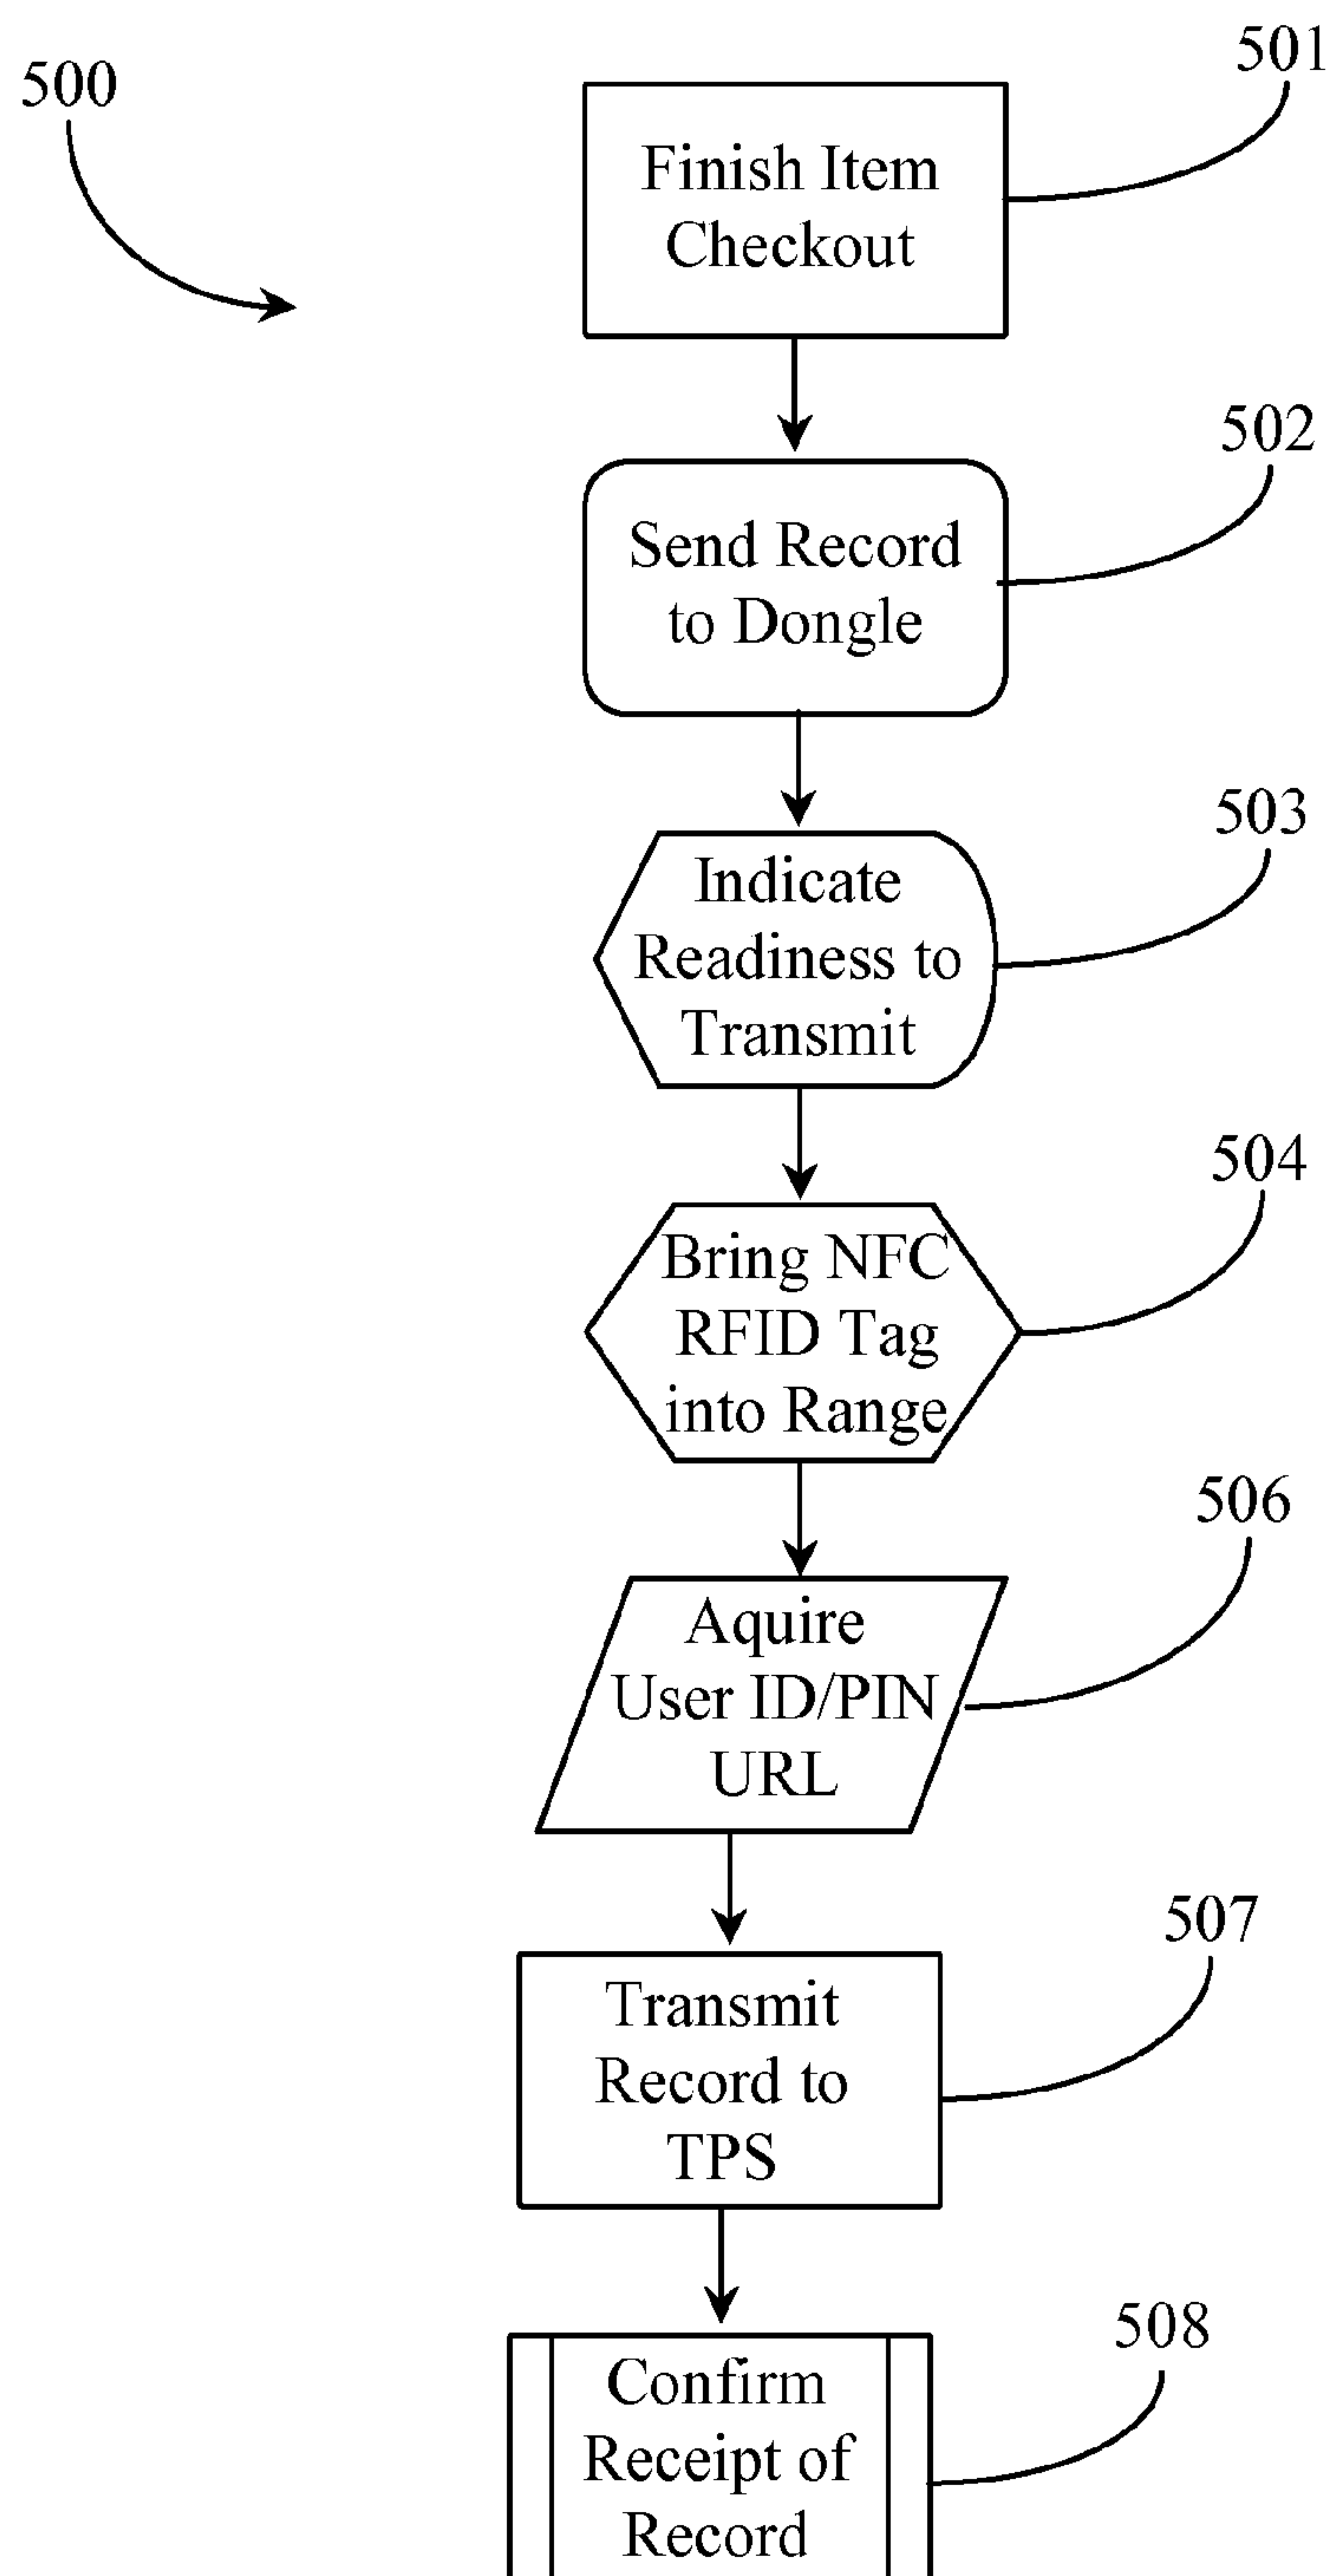 500
501
Finish Item
Checkout
502
Send Record
to Dongle
503
Indicate
Readiness to
Transmit
504
Bring NFC
RFID Tag
into Range
506
Aquire
User ID/PIN
URL
507
Transmit
Record to
TPS
508
Confirm
Receipt of
Record